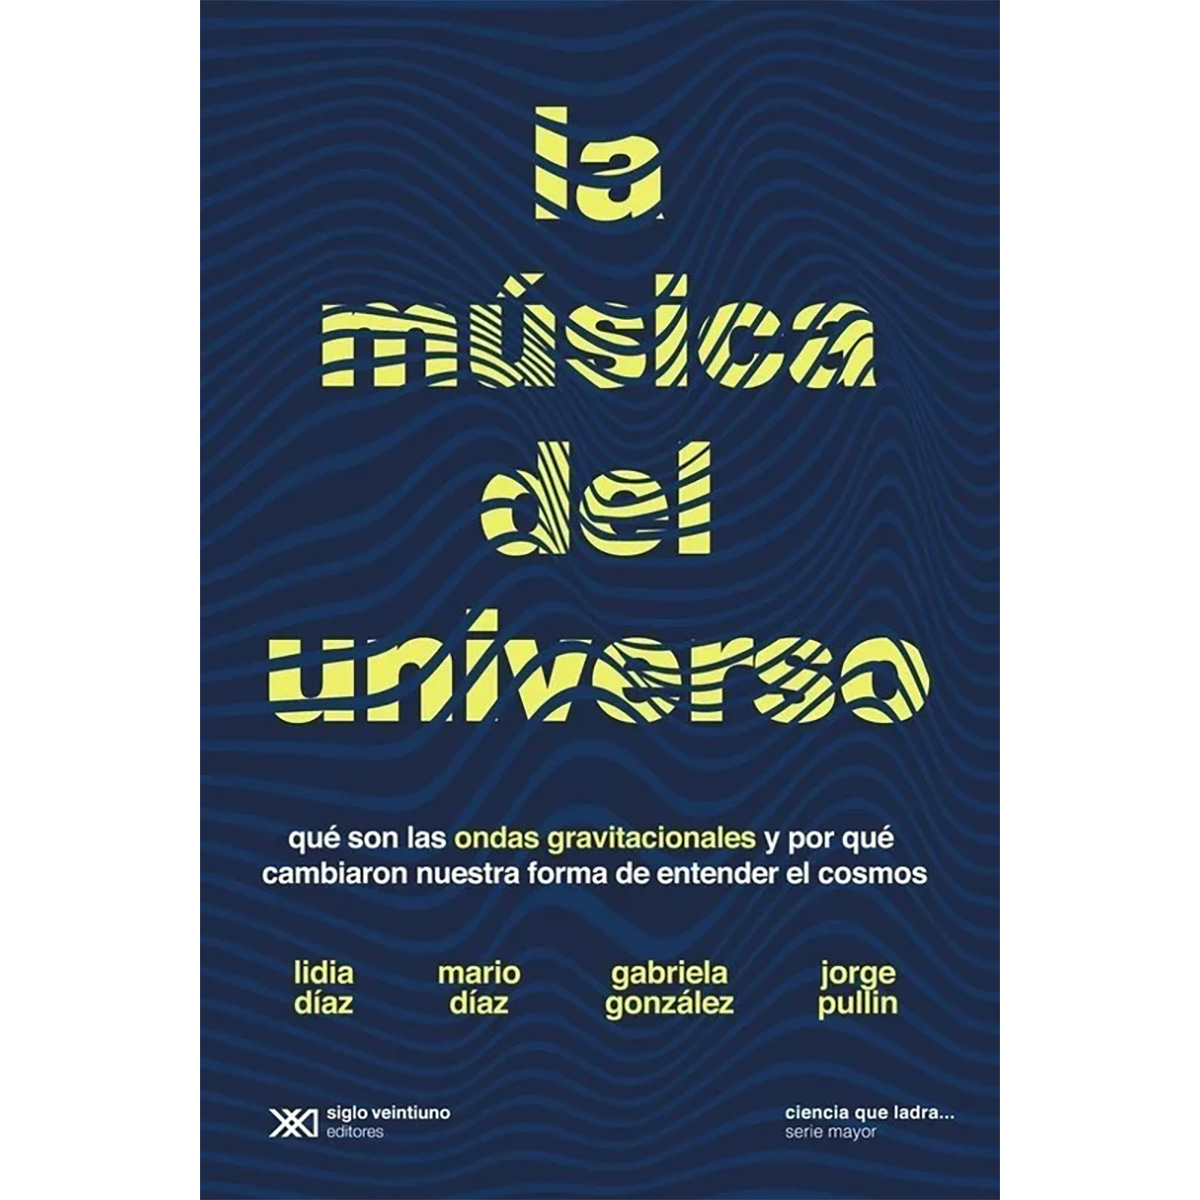 la
música
del
universo
qué son las ondas gravitacionales y por qué
cambiaron nuestra forma de entender el cosmos
lidia
díaz
mario
díaz
gabriela
gonzález
jorge
pullin
siglo veintiuno
editores
ciencia que ladra...
serie mayor